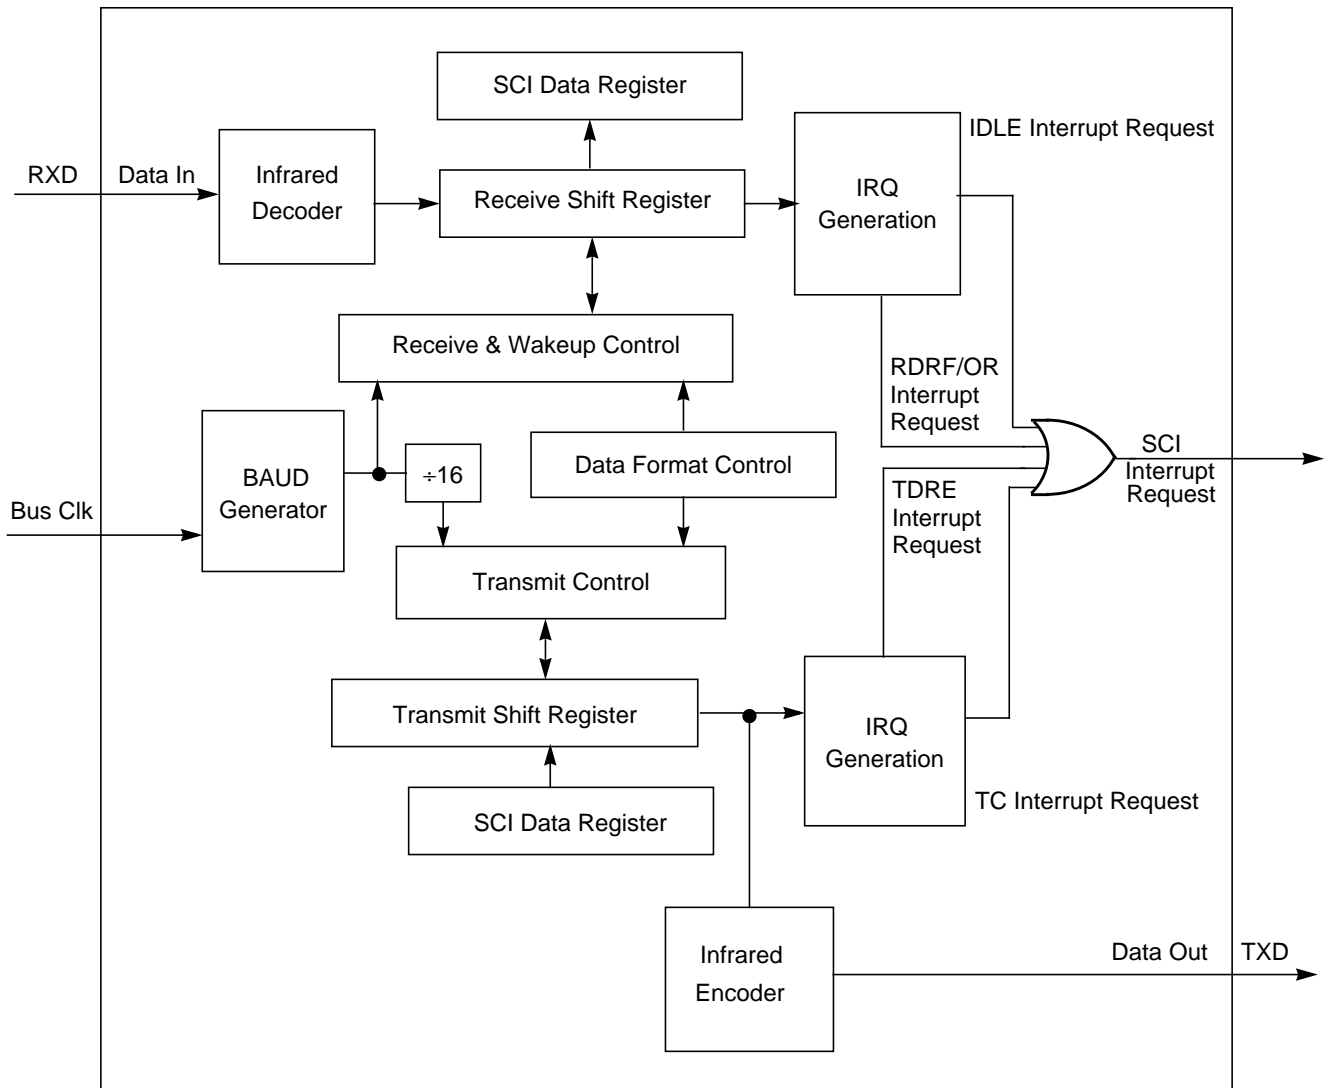 SCI Data Register
IDLE Interrupt Request
RXD
Data In
Infrared
Decoder
Receive Shift Register
IRQ
Generation
Receive & Wakeup Control
RDRF/OR
Interrupt
Request
BAUD
Generator
÷16
Data Format Control
SCI
Interrupt
Request
Bus Clk
TDRE
Interrupt
Request
Transmit Control
Transmit Shift Register
IRQ
Generation
TC Interrupt Request
SCI Data Register
Infrared
Encoder
Data Out
TXD